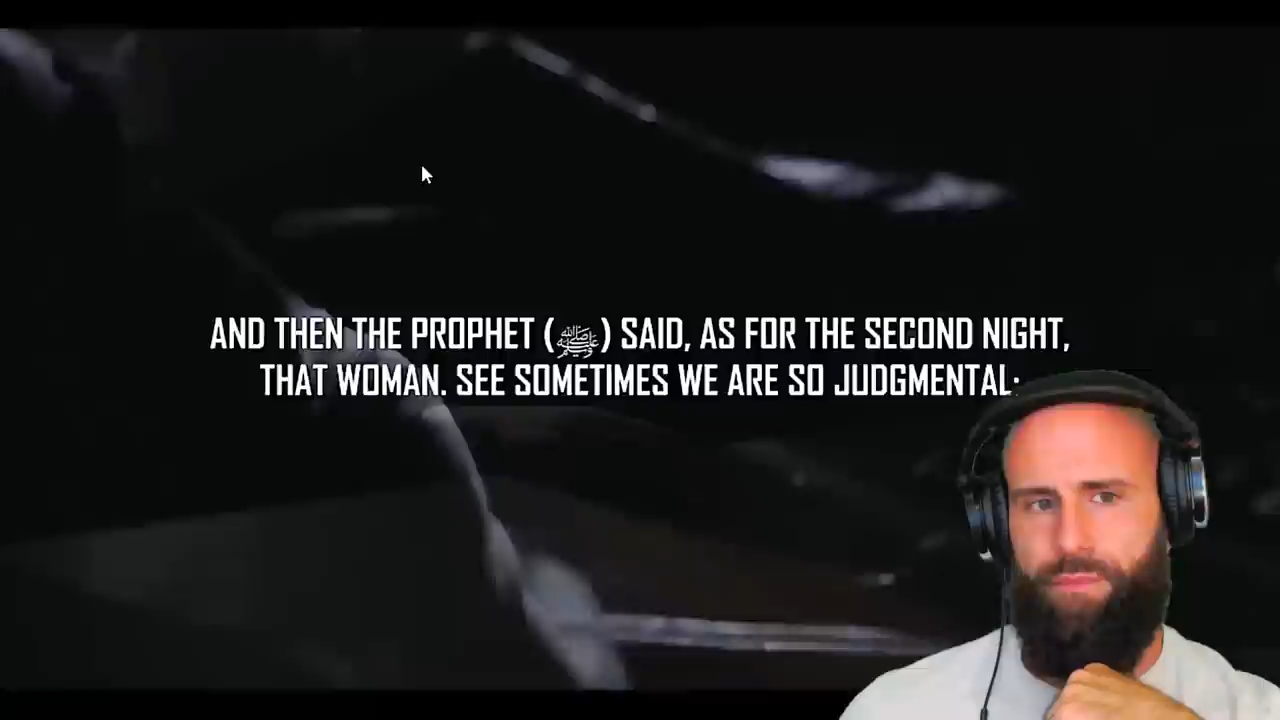 AND THEN THE PROPHET (ﷺ) SAID, AS FOR THE SECOND NIGHT,
THAT WOMAN. SEE SOMETIMES WE ARE SO JUDGMENTAL;